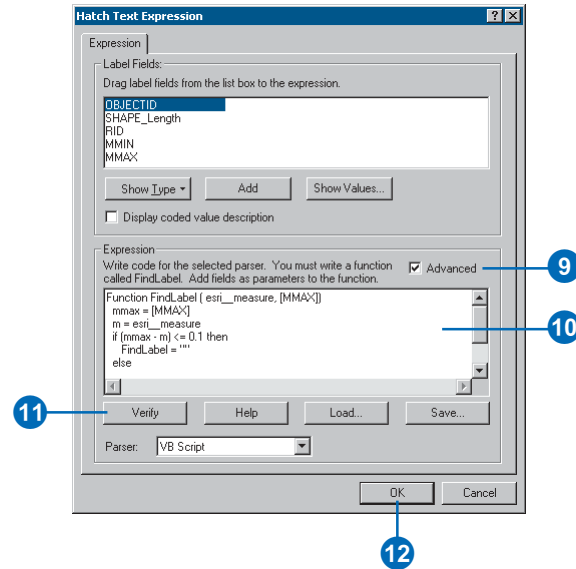 Hatch Text Expression
Expression
Label Fields:
Drag label fields from the list box to the expression.
OBJECTID
SHAPE_Length
RID
MMIN
MMAX
Show Type
Add
Show Values...
Display coded value description
Expression
Write code for the selected parser. You must write a function
called FindLabel. Add fields as parameters to the function.
Advanced
9
Function FindLabel ( esri__measure, [MMAX])
mmax = [MMAX]
m = esri__measure
if (mmax - m) <= 0.1 then
FindLabel = ""
else
10
11
Verify
Help
Load...
Save...
Parser:
VB Script
OK
Cancel
12